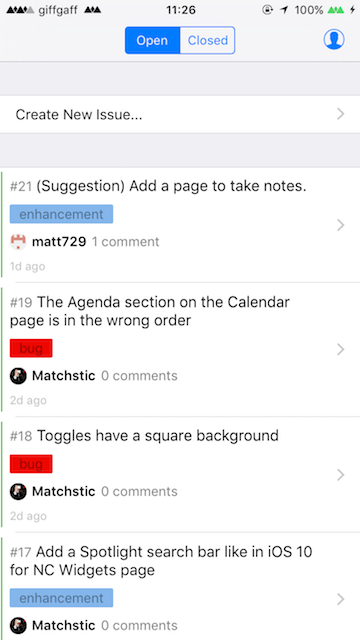 giffgaff 11:26 100%
Open Closed
Create New Issue...
#21 (Suggestion) Add a page to take notes.
enhancement
matt729 1 comment
1d ago
#19 The Agenda section on the Calendar
page is in the wrong order
bug
Matchstic 0 comments
2d ago
#18 Toggles have a square background
bug
Matchstic 0 comments
2d ago
#17 Add a Spotlight search bar like in iOS 10
for NC Widgets page
enhancement
Matchstic 0 comments